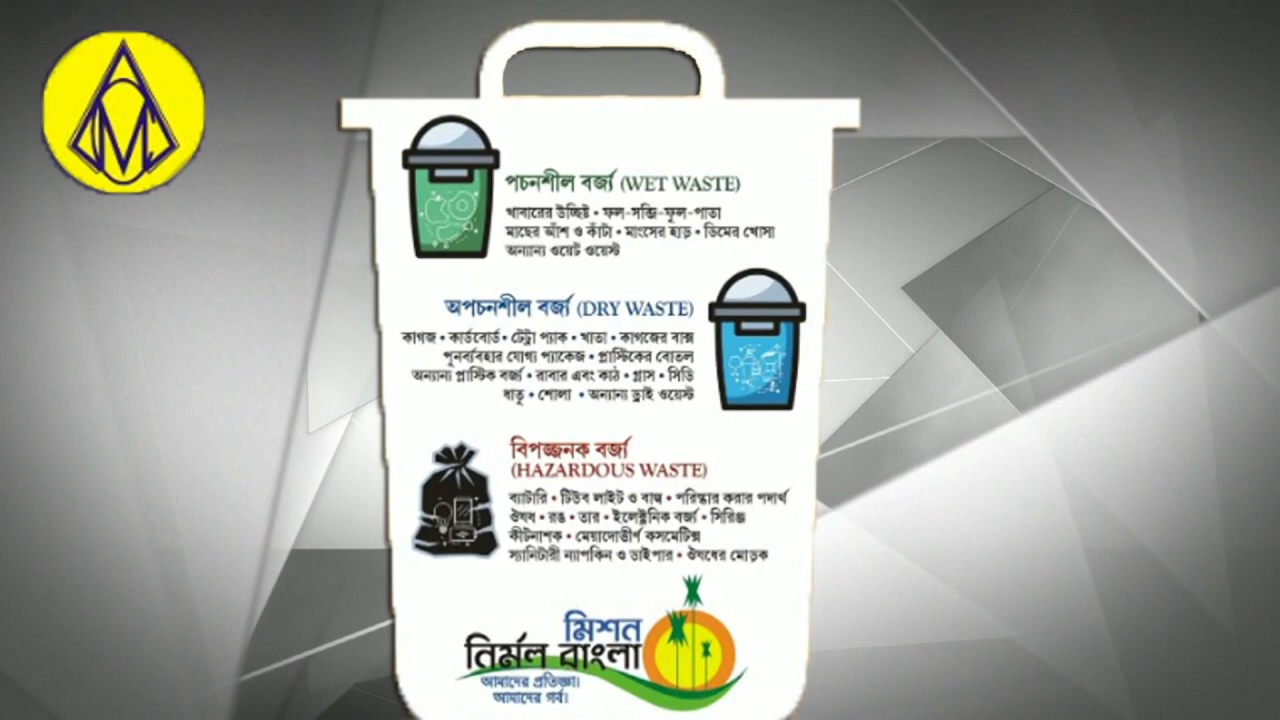 পচনশীল বর্জ্য (WET WASTE)
খাবারের উচ্ছিষ্ট • ফল-সব্জি-ফুল-পাতা
মাছের আঁশ ও কাঁটা • মাংসের হাড় • ডিমের খোসা
অন্যান্য ওয়েট ওয়েস্ট
অপচনশীল বর্জ্য (DRY WASTE)
কাগজ • কার্ডবোর্ড • টেট্রা প্যাক • খাতা • কাগজের বাক্স
পুনর্ব্যবহার যোগ্য প্যাকেজ • প্লাস্টিকের বোতল
অন্যান্য প্লাস্টিক বর্জ্য • রাবার এবং কাঠ • গ্লাস • সিডি
ধাতু • শোলা • অন্যান্য ড্রাই ওয়েস্ট
বিপজ্জনক বর্জ্য
(HAZARDOUS WASTE)
ব্যাটারি • টিউব লাইট ও বাল্ব • পরিষ্কার করার পদার্থ
ঔষধ • রঙ • তার • ইলেক্ট্রনিক বর্জ্য • সিরিঞ্জ
কীটনাশক • মেয়াদোত্তীর্ণ কসমেটিক্স
স্যানিটারী ন্যাপকিন ও ডাইপার • ঔষধের মোড়ক
মিশন
নির্মল বাংলা
আমাদের প্রতিজ্ঞা।
আমাদের গর্ব।